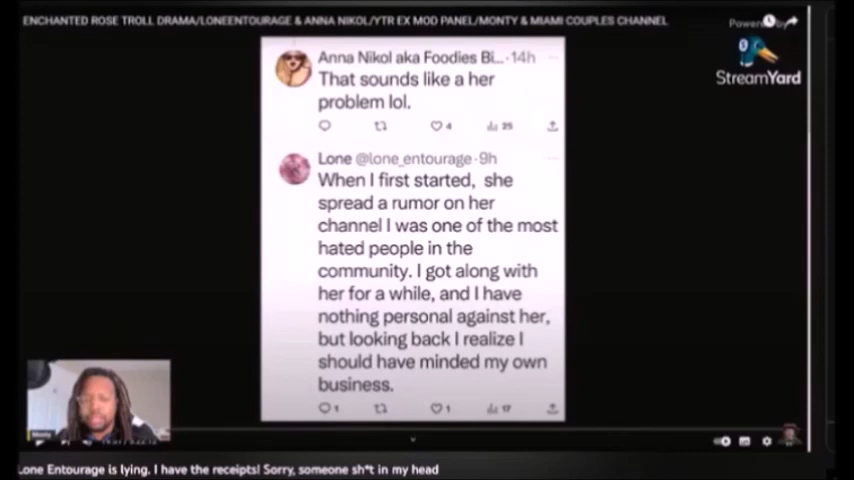 ENCHANTED ROSE TROLL DRAMA/LONEENTOURAGE & ANNA NIKOL/YTR EX MOD PANEL/MONTY & MIAMI COUPLES CHANNEL
Powered by
StreamYard
Anna Nikol aka Foodies Bi... · 14h
That sounds like a her
problem lol.
4 25
Lone @lone_entourage · 9h
When I first started, she
spread a rumor on her
channel I was one of the most
hated people in the
community. I got along with
her for a while, and I have
nothing personal against her,
but looking back I realize I
should have minded my own
business.
1 1 17
Monty
Lone Entourage is lying. I have the receipts! Sorry, someone sh*t in my head